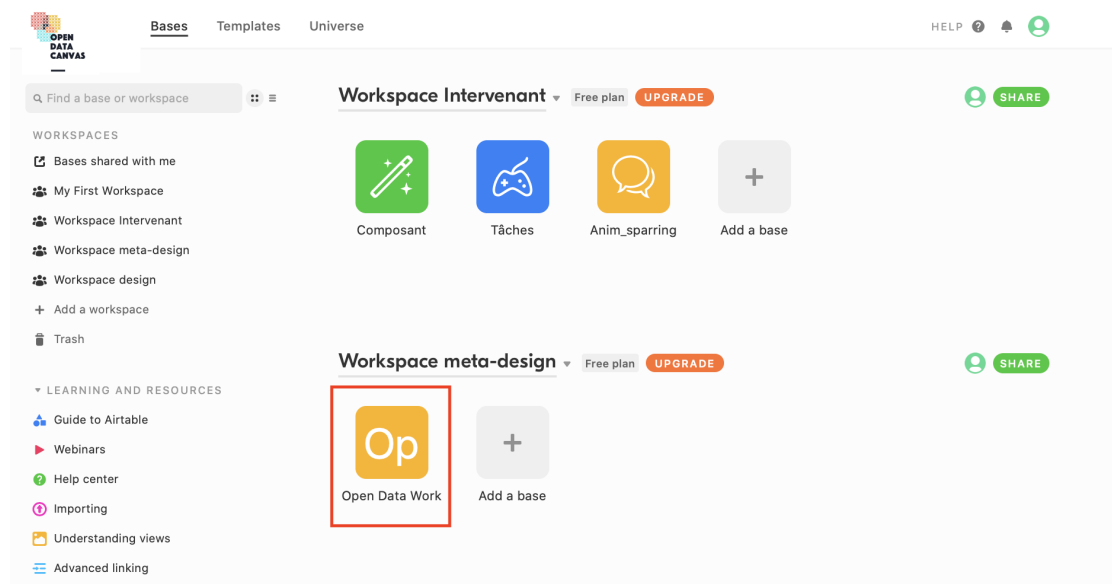 OPEN
DATA
CANVAS
Bases Templates Universe
HELP
Find a base or workspace
WORKSPACES
Bases shared with me
My First Workspace
Workspace Intervenant
Workspace meta-design
Workspace design
Add a workspace
Trash
LEARNING AND RESOURCES
Guide to Airtable
Webinars
Help center
Importing
Understanding views
Advanced linking
Workspace Intervenant Free plan UPGRADE SHARE
Composant Tâches Anim_sparring Add a base
Workspace meta-design Free plan UPGRADE SHARE
Op
Open Data Work Add a base